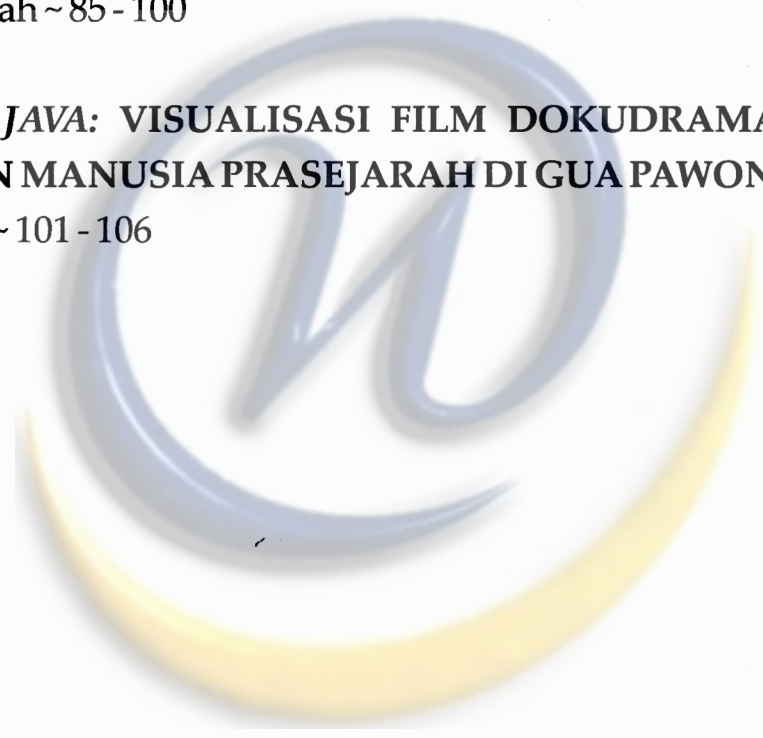 ah ~ 85 - 100
JAVA: VISUALISASI FILM DOKUDRAMA
N MANUSIA PRASEJARAH DI GUA PAWON
~ 101 - 106